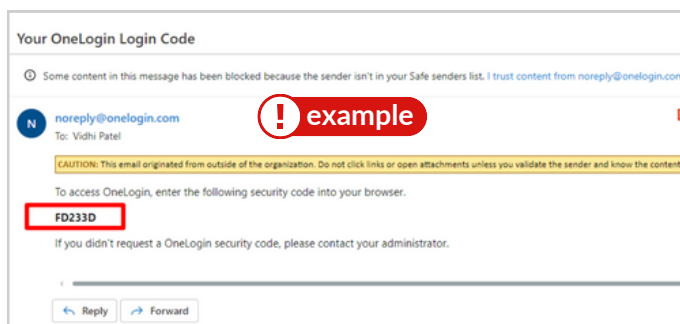 Your OneLogin Login Code
Some content in this message has been blocked because the sender isn't in your Safe senders list. I trust content from noreply@onelogin.com
N
noreply@onelogin.com
! example
To: Vidhi Patel
CAUTION: This email originated from outside of the organization. Do not click links or open attachments unless you validate the sender and know the content
To access OneLogin, enter the following security code into your browser.
FD233D
If you didn't request a OneLogin security code, please contact your administrator.
Reply Forward